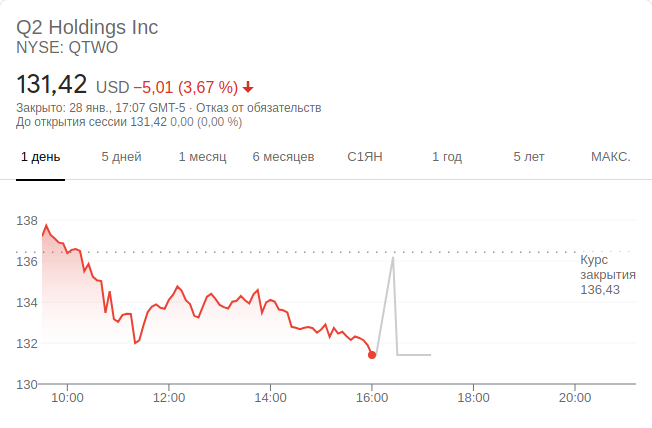 Q2 Holdings Inc
NYSE: QTWO
131,42 USD −5,01 (3,67 %)
Закрыто: 28 янв., 17:07 GMT-5 · Отказ от обязательств
До открытия сессии 131,42 0,00 (0,00 %)
1 день 5 дней 1 месяц 6 месяцев С1ЯН 1 год 5 лет МАКС.
138
136
134
132
130
Курс
закрытия
136,43
10:00 12:00 14:00 16:00 18:00 20:00